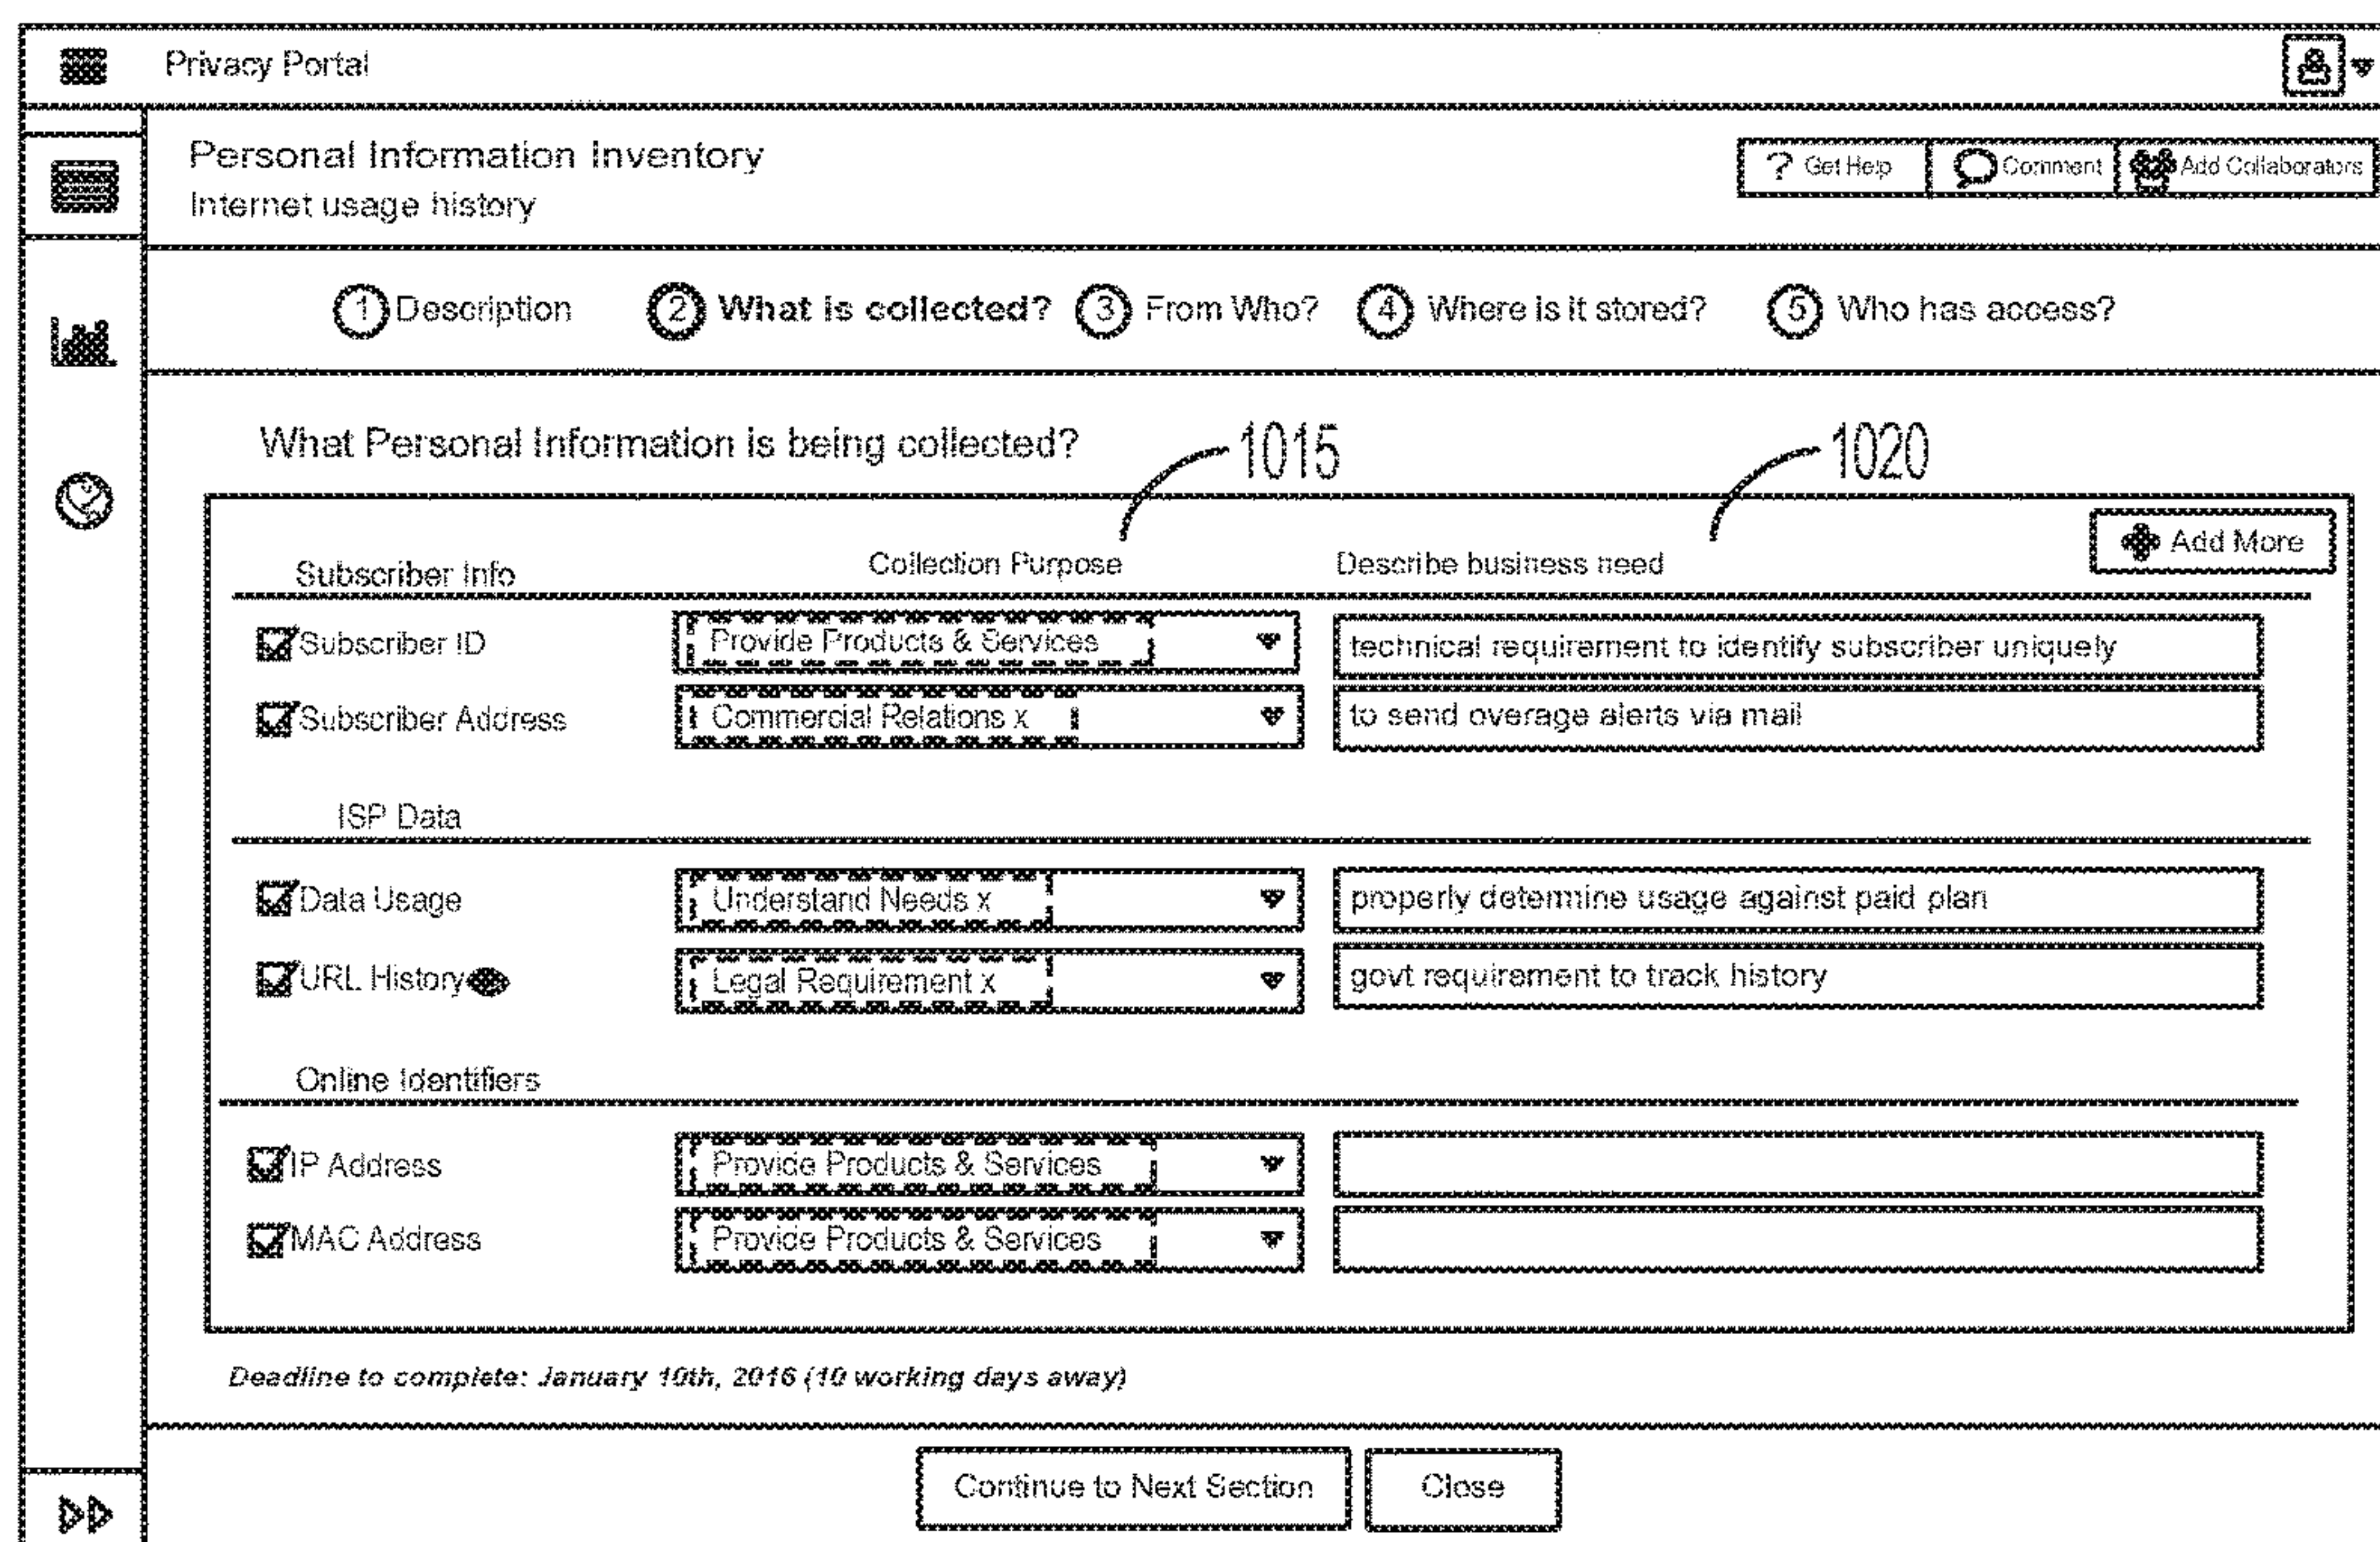 Privacy Portal
Personal Information Inventory
? Get Help Comment Add Collaborators
Internet usage history
1 Description 2 What is collected? 3 From Who? 4 Where is it stored? 5 Who has access?
What Personal Information is being collected? 1015 1020
Add More
Subscriber Info Collection Purpose Describe business need
Subscriber ID Provide Products & Services technical requirement to identify subscriber uniquely
Subscriber Address Commercial Relations x to send overage alerts via mail
ISP Data
Data Usage Understand Needs x properly determine usage against paid plan
URL History Legal Requirement x govt requirement to track history
Online Identifiers
IP Address Provide Products & Services
MAC Address Provide Products & Services
Deadline to complete: January 10th, 2016 (10 working days away)
Continue to Next Section Close